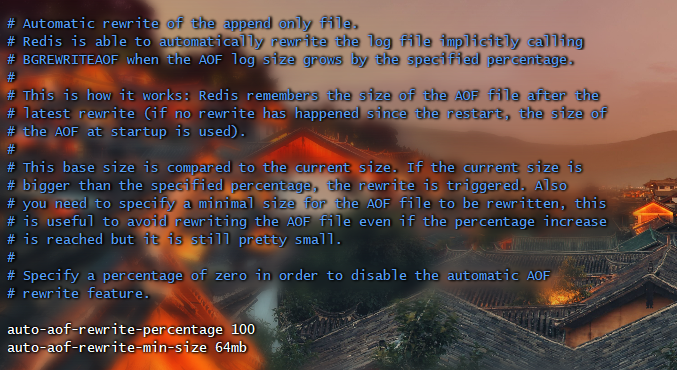 # Automatic rewrite of the append only file.
# Redis is able to automatically rewrite the log file implicitly calling
# BGREWRITEAOF when the AOF log size grows by the specified percentage.
#
# This is how it works: Redis remembers the size of the AOF file after the
# latest rewrite (if no rewrite has happened since the restart, the size of
# the AOF at startup is used).
#
# This base size is compared to the current size. If the current size is
# bigger than the specified percentage, the rewrite is triggered. Also
# you need to specify a minimal size for the AOF file to be rewritten, this
# is useful to avoid rewriting the AOF file even if the percentage increase
# is reached but it is still pretty small.
#
# Specify a percentage of zero in order to disable the automatic AOF
# rewrite feature.
auto-aof-rewrite-percentage 100
auto-aof-rewrite-min-size 64mb